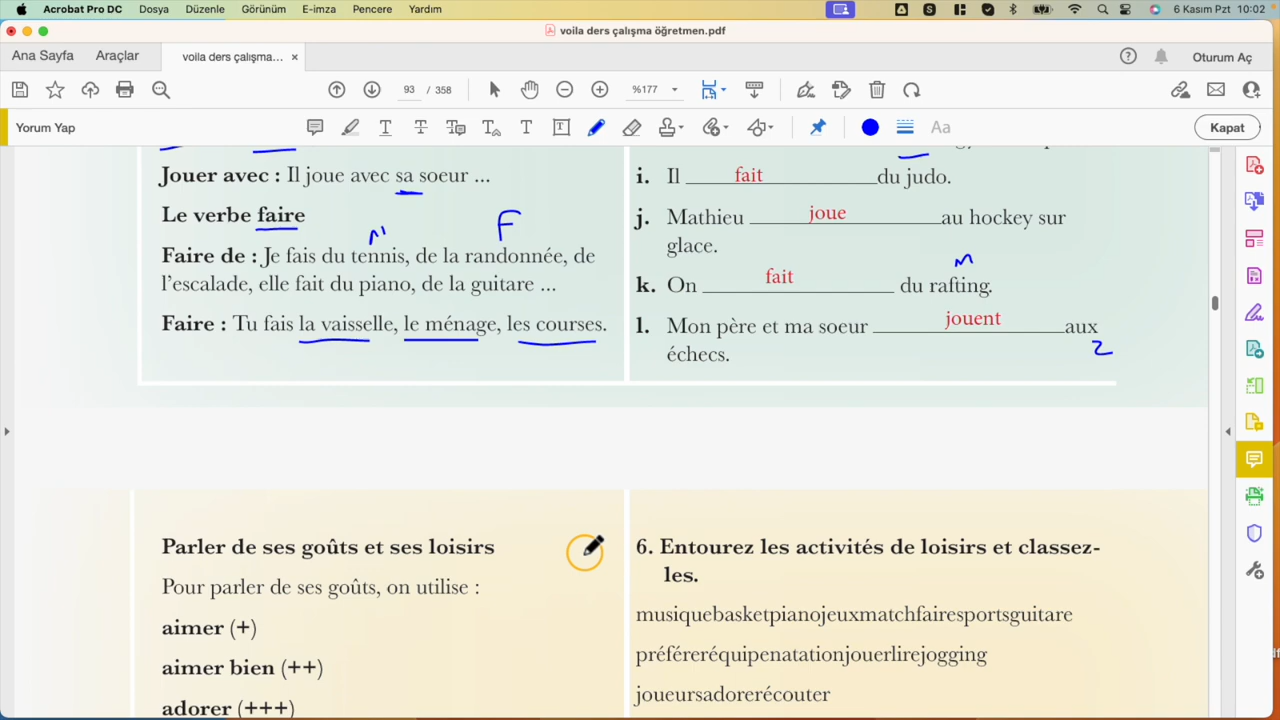 Acrobat Pro DC Dosya Düzenle Görünüm E-imza Pencere Yardım 6 Kasım Pzt 10:02
voila ders çalışma öğretmen.pdf
Ana Sayfa Araçlar voila ders çalışma... × Oturum Aç
93 / 358 %177
Yorum Yap Aa Kapat
Jouer avec : Il joue avec sa soeur ...
Le verbe faire
F
Faire de : Je fais du tennis, de la randonnée, de
l'escalade, elle fait du piano, de la guitare ...
Faire : Tu fais la vaisselle, le ménage, les courses.
i. Il fait du judo.
j. Mathieu joue au hockey sur
glace.
m
k. On fait du rafting.
l. Mon père et ma soeur jouent aux
2
échecs.
Parler de ses goûts et ses loisirs
Pour parler de ses goûts, on utilise :
aimer (+)
aimer bien (++)
adorer (+++)
6. Entourez les activités de loisirs et classez-
les.
musiquebasketpianojeuxmatchfairesportsguitare
préféreréquipenatationjouerlirejogging
joueursadorerécouter